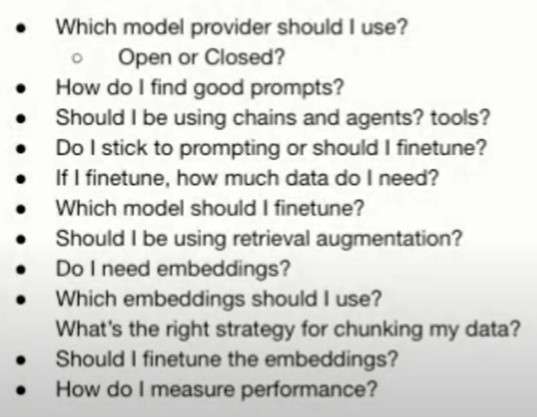 • Which model provider should I use?
○ Open or Closed?
• How do I find good prompts?
• Should I be using chains and agents? tools?
• Do I stick to prompting or should I finetune?
• If I finetune, how much data do I need?
• Which model should I finetune?
• Should I be using retrieval augmentation?
• Do I need embeddings?
• Which embeddings should I use?
What's the right strategy for chunking my data?
• Should I finetune the embeddings?
• How do I measure performance?